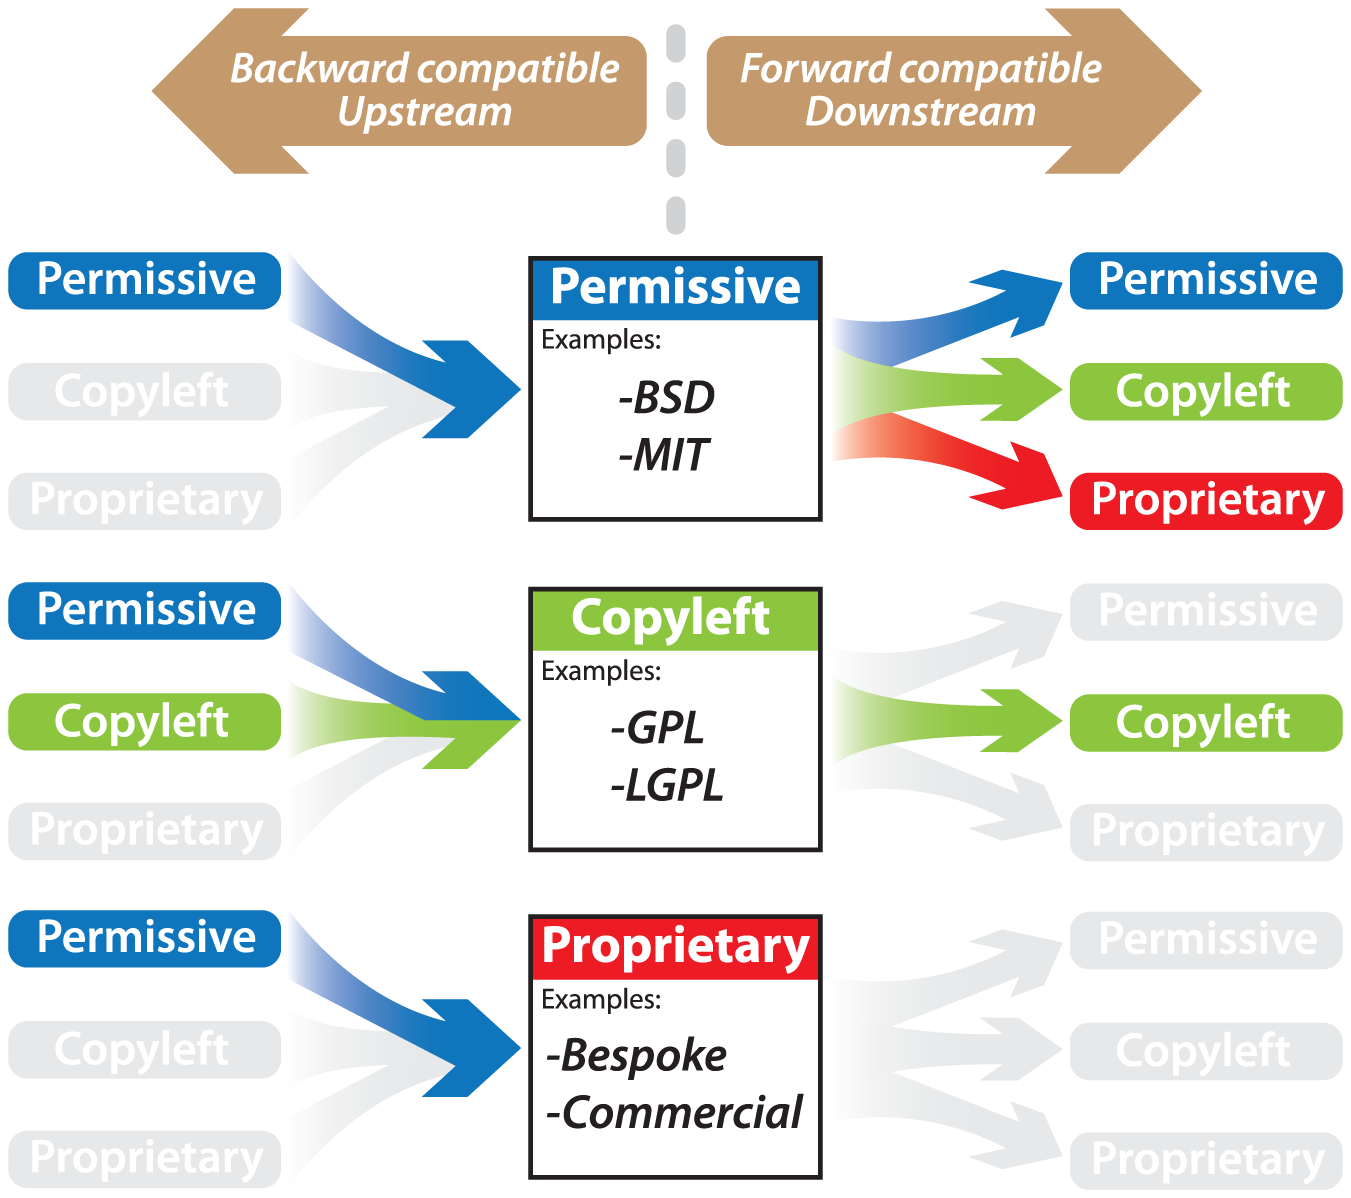 Backward compatible
Upstream
Forward compatible
Downstream
Permissive
Copyleft
Proprietary
Permissive
Examples:
-BSD
-MIT
Permissive
Copyleft
Proprietary
Permissive
Copyleft
Proprietary
Copyleft
Examples:
-GPL
-LGPL
Permissive
Copyleft
Proprietary
Permissive
Copyleft
Proprietary
Proprietary
Examples:
-Bespoke
-Commercial
Permissive
Copyleft
Proprietary